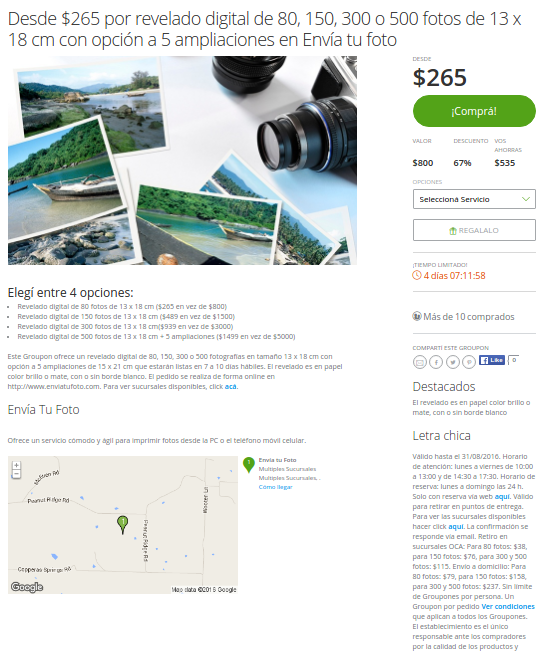 Desde $265 por revelado digital de 80, 150, 300 o 500 fotos de 13 x
18 cm con opción a 5 ampliaciones en Envía tu foto
DESDE
$265
¡Comprá!
VALOR DESCUENTO VOS AHORRAS
$800 67% $535
OPCIONES
Selecciona Servicio
REGALALO
¡TIEMPO LIMITADO!
4 días 07:11:58
Más de 10 comprados
COMPARTÍ ESTE GROUPON
Like 0
Destacados
El revelado es en papel color brillo o
mate, con o sin borde blanco
Letra chica
Válido hasta el 31/08/2016. Horario
de atención: lunes a viernes de 10:00
a 13:00 y de 14:30 a 17:30. Horario de
reserva: lunes a domingo las 24 h.
Solo con reserva vía web aquí. Válido
para retirar en puntos de entrega.
Para ver las sucursales disponibles
hacer click aquí. La confirmación se
responde vía email. Retiro en
sucursales OCA: Para 80 fotos: $38,
para 150 fotos: $76, para 300 y 500
fotos: $115. Envío a domicilio: Para
80 fotos: $79, para 150 fotos: $158,
para 300 y 500 fotos: $237. Sin límite
de Groupones por persona. Un
Groupon por pedido Ver condiciones
que aplican a todos los Groupones.
El establecimiento es el único
responsable ante los compradores
por la calidad de los productos y
Elegí entre 4 opciones:
Revelado digital de 80 fotos de 13 x 18 cm ($265 en vez de $800)
Revelado digital de 150 fotos de 13 x 18 cm ($489 en vez de $1500)
Revelado digital de 300 fotos de 13 x 18 cm($939 en vez de $3000)
Revelado digital de 500 fotos de 13 x 18 cm + 5 ampliaciones ($1499 en vez de $5000)
Este Groupon ofrece un revelado digital de 80, 150, 300 o 500 fotografías en tamaño 13 x 18 cm con
opción a 5 ampliaciones de 15 x 21 cm que estarán listas en 7 a 10 días hábiles. El revelado es en papel
color brillo o mate, con o sin borde blanco. El pedido se realiza de forma online en
http://www.enviatufoto.com. Para ver sucursales disponibles, click acá.
Envía Tu Foto
Ofrece un servicio cómodo y ágil para imprimir fotos desde la PC o el teléfono móvil celular.
Peanut Ridge Rd
Peanut Ridge Rd
Copperas Springs Rd
Google
Map data ©2015 Google
1
1
Envía tu Foto
Multiples Sucursales
Multiples Sucursales...
Cómo llegar